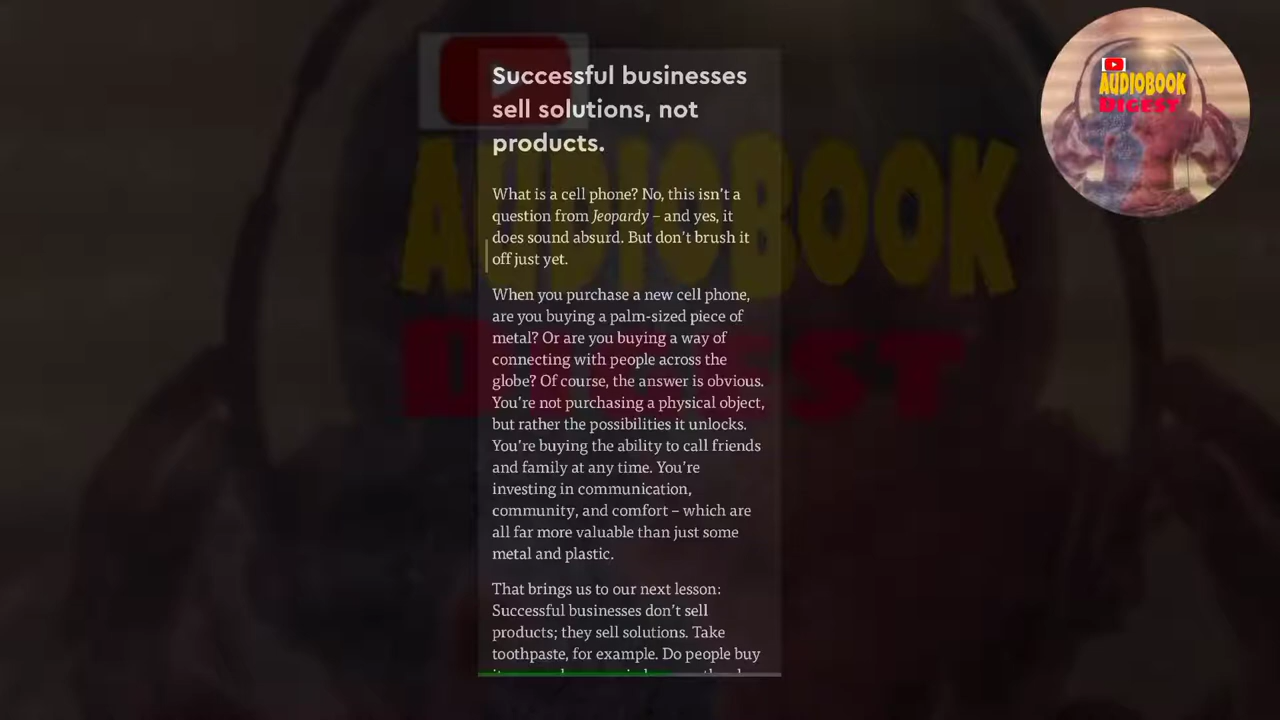 Successful businesses
sell solutions, not
products.
What is a cell phone? No, this isn't a
question from Jeopardy – and yes, it
does sound absurd. But don't brush it
off just yet.
When you purchase a new cell phone,
are you buying a palm-sized piece of
metal? Or are you buying a way of
connecting with people across the
globe? Of course, the answer is obvious.
You're not purchasing a physical object,
but rather the possibilities it unlocks.
You're buying the ability to call friends
and family at any time. You're
investing in communication,
community, and comfort – which are
all far more valuable than just some
metal and plastic.
That brings us to our next lesson:
Successful businesses don't sell
products; they sell solutions. Take
toothpaste, for example. Do people buy
AUDIOBOOK
DIGEST
AUDIOBOOK
DIGEST